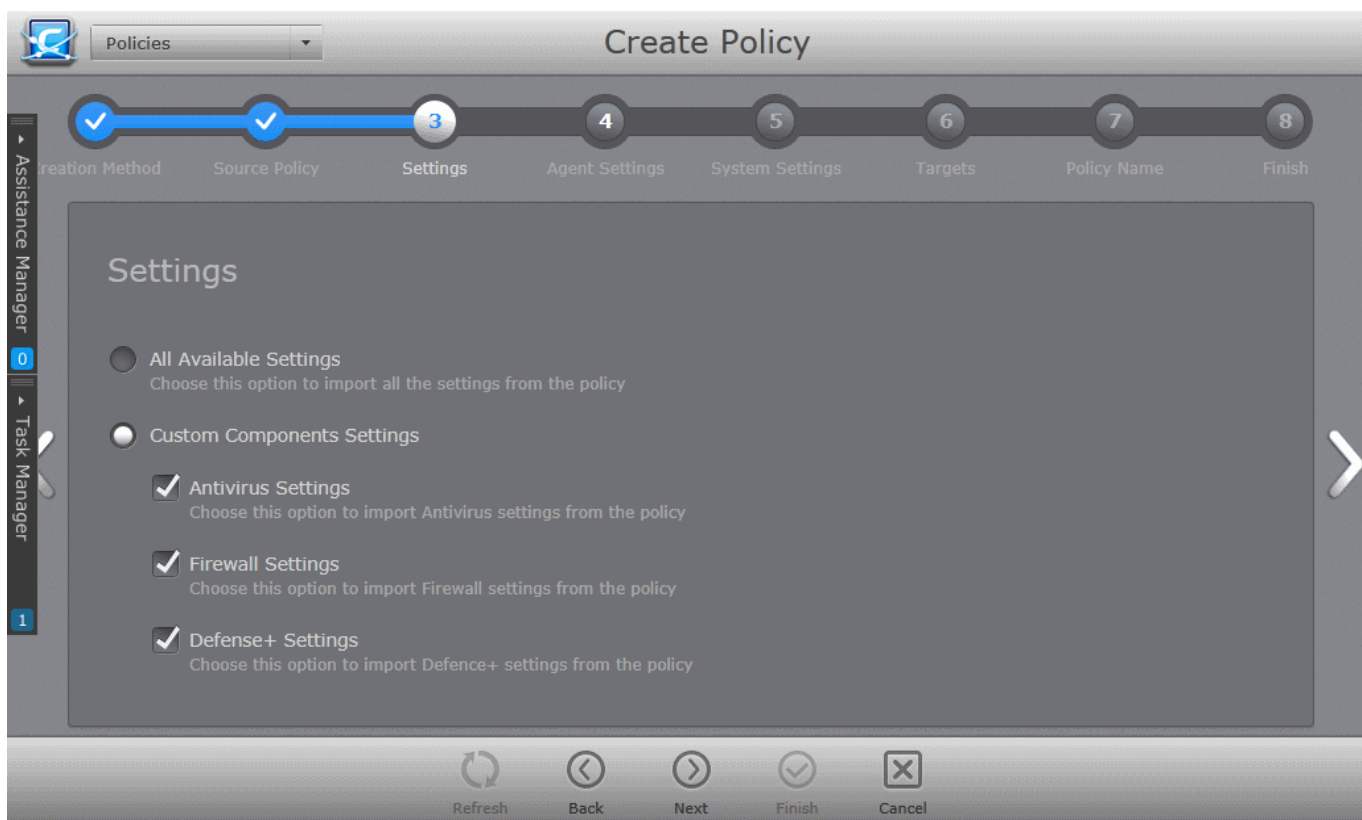 Policies
Create Policy
3
4
5
6
7
8
reation Method
Source Policy
Settings
Agent Settings
System Settings
Targets
Policy Name
Finish
Assistance Manager
0
Task Manager
1
Settings
All Available Settings
Choose this option to import all the settings from the policy
Custom Components Settings
Antivirus Settings
Choose this option to import Antivirus settings from the policy
Firewall Settings
Choose this option to import Firewall settings from the policy
Defense+ Settings
Choose this option to import Defence+ settings from the policy
Refresh
Back
Next
Finish
Cancel